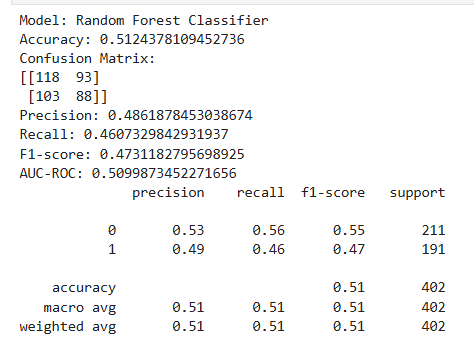 Model: Random Forest Classifier
Accuracy: 0.5124378109452736
Confusion Matrix:
[[118  93]
 [103  88]]
Precision: 0.4861878453038674
Recall: 0.4607329842931937
F1-score: 0.4731182795698925
AUC-ROC: 0.5099873452271656
              precision    recall  f1-score   support

           0       0.53      0.56      0.55       211
           1       0.49      0.46      0.47       191

    accuracy                           0.51       402
   macro avg       0.51      0.51      0.51       402
weighted avg       0.51      0.51      0.51       402